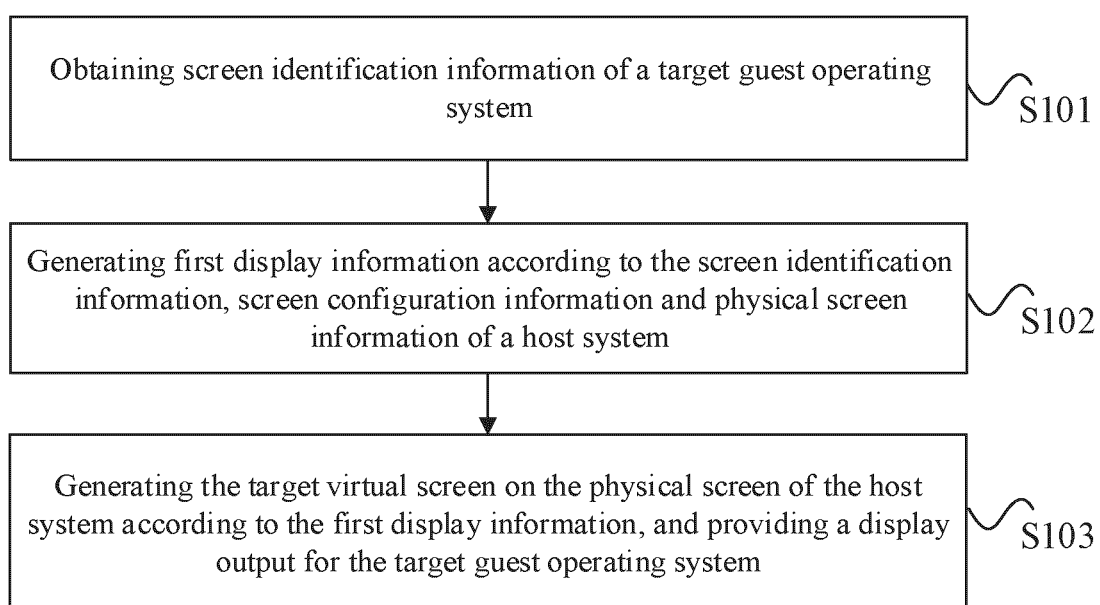 Obtaining screen identification information of a target guest operating
system
S101
Generating first display information according to the screen identification
information, screen configuration information and physical screen
information of a host system
S102
Generating the target virtual screen on the physical screen of the host
system according to the first display information, and providing a display
output for the target guest operating system
S103